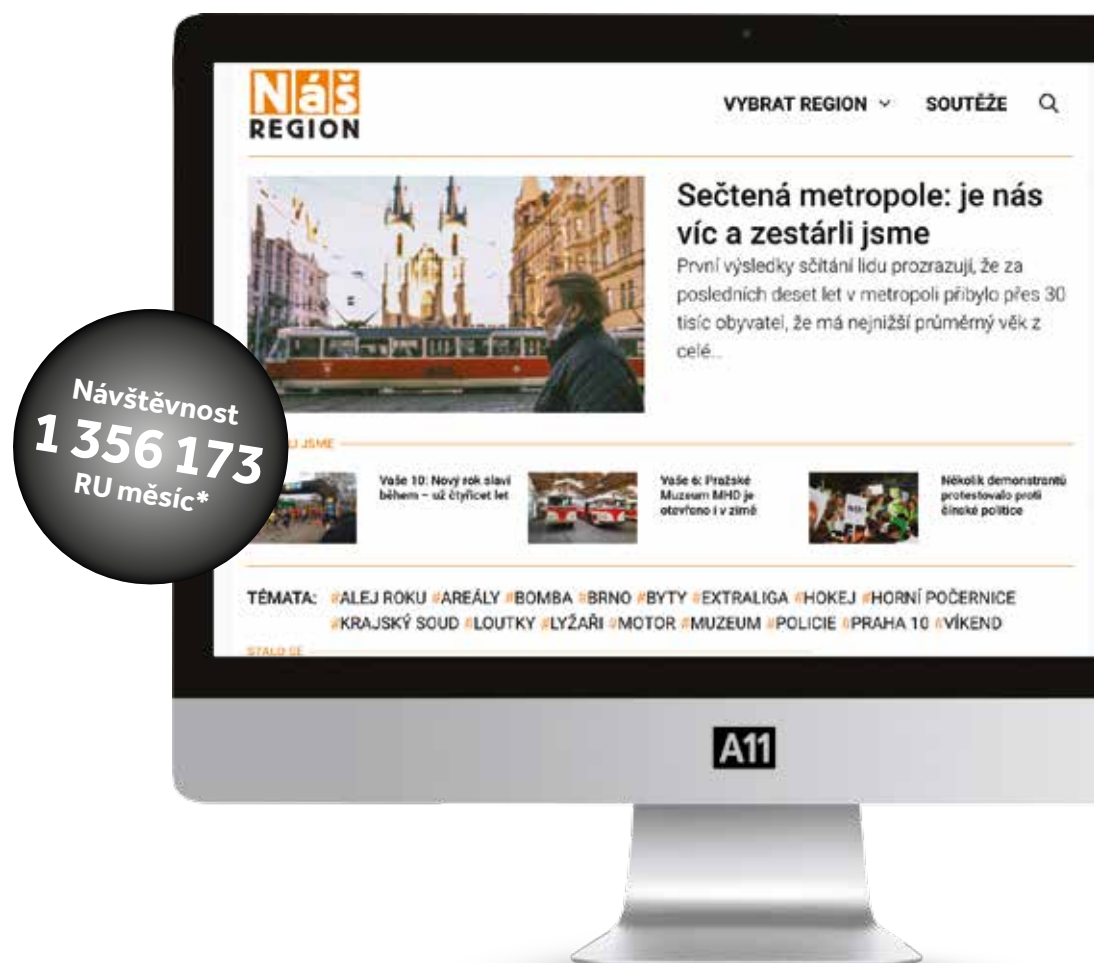 Náš
REGION
VYBRAT REGION
SOUTĚŽE
Sečtená metropole: je nás
víc a zestárli jsme
První výsledky sčítání lidu prozrazují, že za
posledních deset let v metropoli přibylo přes 30
tisíc obyvatel, že má nejnižší průměrný věk z
celé...
Návštěvnost
1 356 173
RU měsíc*
JSME
Vaše 10: Nový rok slaví
během – už čtyřicet let
Vaše 6: Pražské
Muzeum MHD je
otevřeno i v zimě
Několik demonstrantů
protestovalo proti
čínské politice
TÉMATA: #ALEJ ROKU #AREÁLY #BOMBA #BRNO #BYTY #EXTRALIGA #HOKEJ #HORNÍ POČERNICE
#KRAJSKÝ SOUD #LOUTKY #LYŽAŘI #MOTOR #MUZEUM #POLICIE #PRAHA 10 #VÍKEND
STALO SE
A11